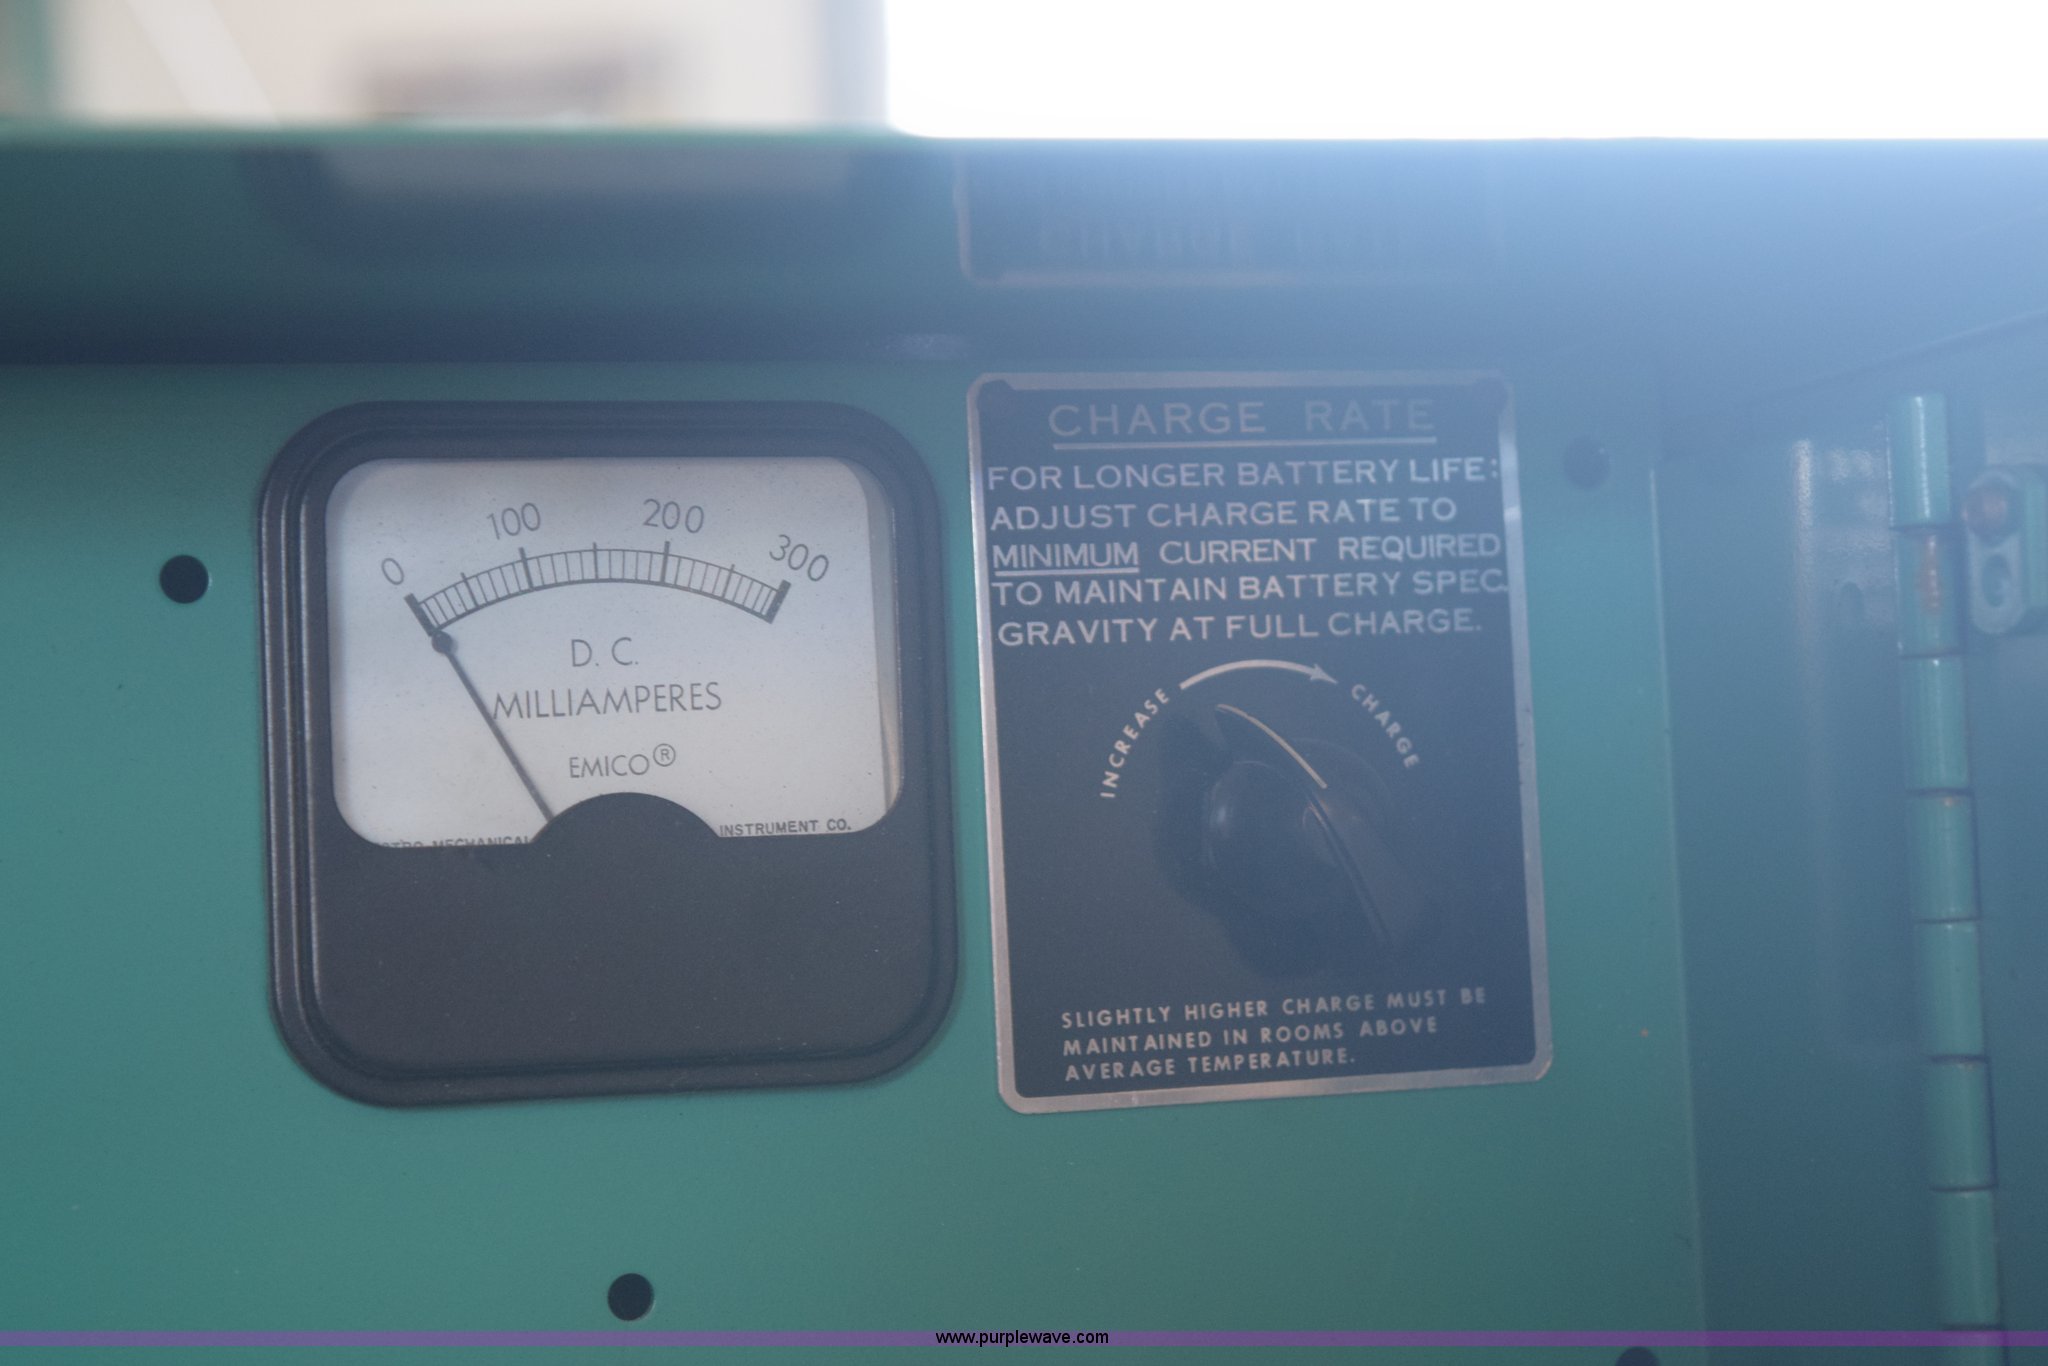 0
100
200
300
D. C.
MILLIAMPERES
EMICO®
MECHANICAL
INSTRUMENT CO.
CHARGE RATE
FOR LONGER BATTERY LIFE:
ADJUST CHARGE RATE TO
MINIMUM CURRENT REQUIRED
TO MAINTAIN BATTERY SPEC.
GRAVITY AT FULL CHARGE.
INCREASE CHARGE
SLIGHTLY HIGHER CHARGE MUST BE
MAINTAINED IN ROOMS ABOVE
AVERAGE TEMPERATURE.
www.purplewave.com